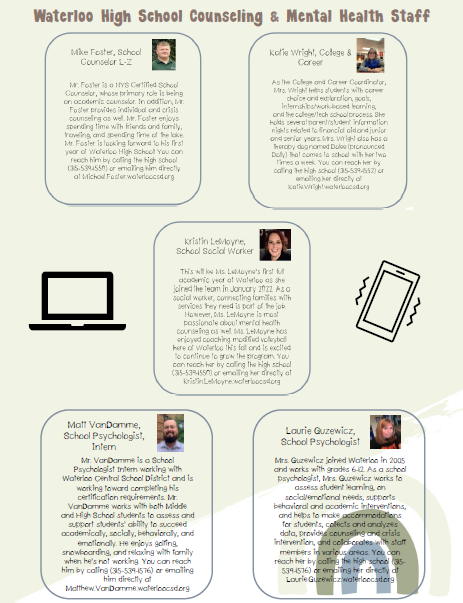 Waterloo High School Counseling & Mental Health Staff
Mike Foster, School
Counselor L-Z
Mr. Foster is a NYS Certified School
Counselor, whose primary role is being
an academic counselor. In addition, Mr.
Foster provides individual and crisis
counseling as well. Mr. Foster enjoys
spending time with friends and family,
traveling, and spending time at the lake.
Mr. Foster is looking forward to his first
year at Waterloo High School! You can
reach him by calling the high school
(315-539-1550) or emailing him directly
at Michael.Foster.waterloocsd.org
Katie Wright, College &
Career
As the College and Career Coordinator,
Mrs. Wright helps students with career
choice and exploration, goals,
internships/work-based learning,
and the college/tech school process. She
holds several parent/student information
nights related to financial aid and junior
and senior years. Mrs. Wright also has a
therapy dog named Dalee (pronounced
Dolly) that comes to school with her two
times a week. You can reach her by
calling the high school (315-539-1552) or
emailing her directly at
Katie.Wright.waterloocsd.org
Kristin LeMoyne,
School Social Worker
This will be Ms. LeMoyne's first full
academic year at Waterloo as she
joined the team in January 2022. As a
social worker, connecting families with
services they need is part of the job.
However, Ms. LeMoyne is most
passionate about mental health
counseling as well. Ms. LeMoyne has
enjoyed coaching modified volleyball
here at Waterloo this fall and is excited
to continue to grow the program. You
can reach her by calling the high school
(315-539-1550) or emailing her directly at
Kristin.LeMoyne.waterloocsd.org
Matt VanDamme,
School Psychologist,
Intern
Mr. VanDamme is a School
Psychologist Intern working with
Waterloo Central School District and is
working toward completing his
certification requirements. Mr.
VanDamme works with both Middle
and High School students to assess and
support students' ability to succeed
academically, socially, behaviorally, and
emotionally. He enjoys golfing,
snowboarding, and relaxing with family
when he's not working. You can reach
him by calling (315-539-1576) or emailing
him directly at
Matthew.VanDamme.waterloocsd.org
Laurie Guzewicz,
School Psychologist
Mrs. Guzewicz joined Waterloo in 2005
and works with grades 6-12. As a school
psychologist, Mrs. Guzewicz works to
assess student learning, an
social/emotional needs, supports
behavioral and academic interventions,
and helps to make accommodations
for students, collects and analyzes
data, provides counseling and crisis
intervention, and collaborates with staff
members in various areas. You can
reach her by calling the high school (315-
539-1576) or emailing her directly at
Laurie.Guzewicz.waterloocsd.org